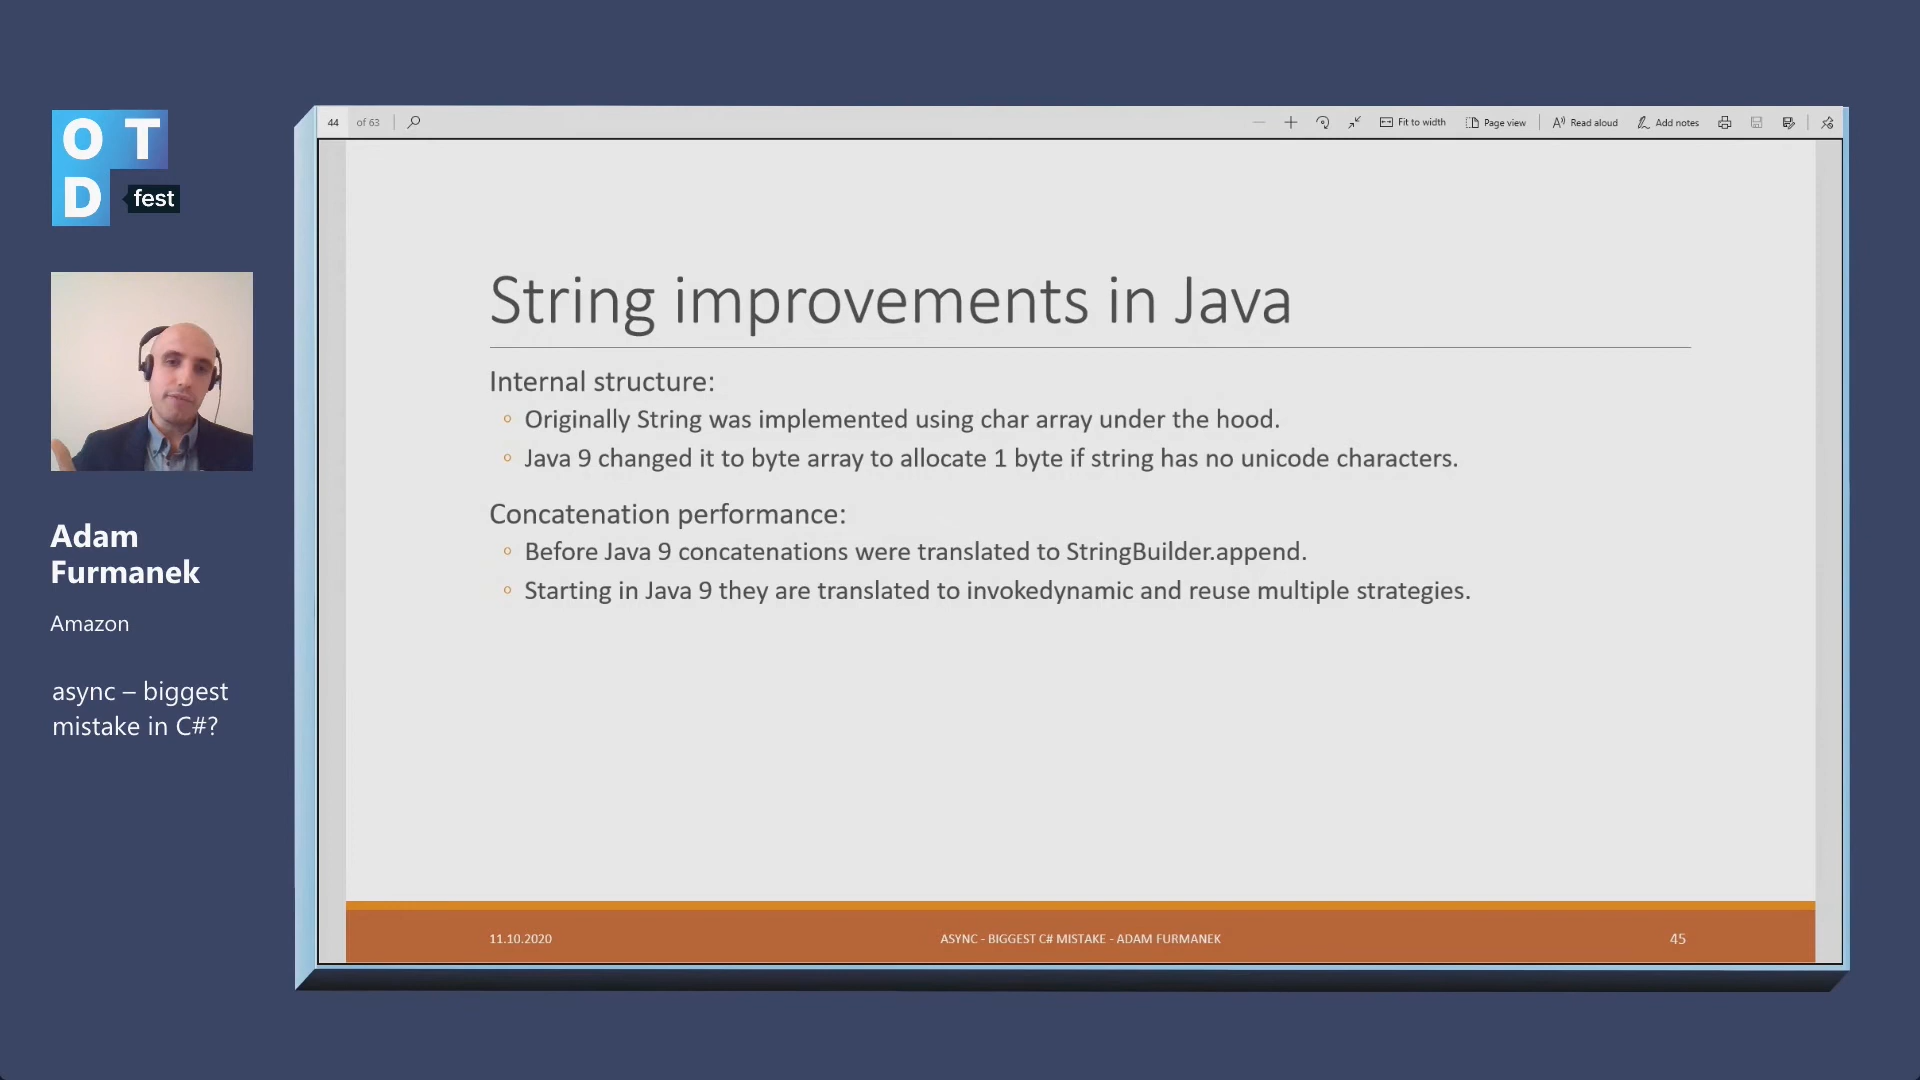 O T
D fest
Adam
Furmanek
Amazon
async – biggest
mistake in C#?
44 of 63
Fit to width
Page view
Read aloud
Add notes
String improvements in Java
Internal structure:
◦ Originally String was implemented using char array under the hood.
◦ Java 9 changed it to byte array to allocate 1 byte if string has no unicode characters.
Concatenation performance:
◦ Before Java 9 concatenations were translated to StringBuilder.append.
◦ Starting in Java 9 they are translated to invokedynamic and reuse multiple strategies.
11.10.2020
ASYNC - BIGGEST C# MISTAKE - ADAM FURMANEK
45